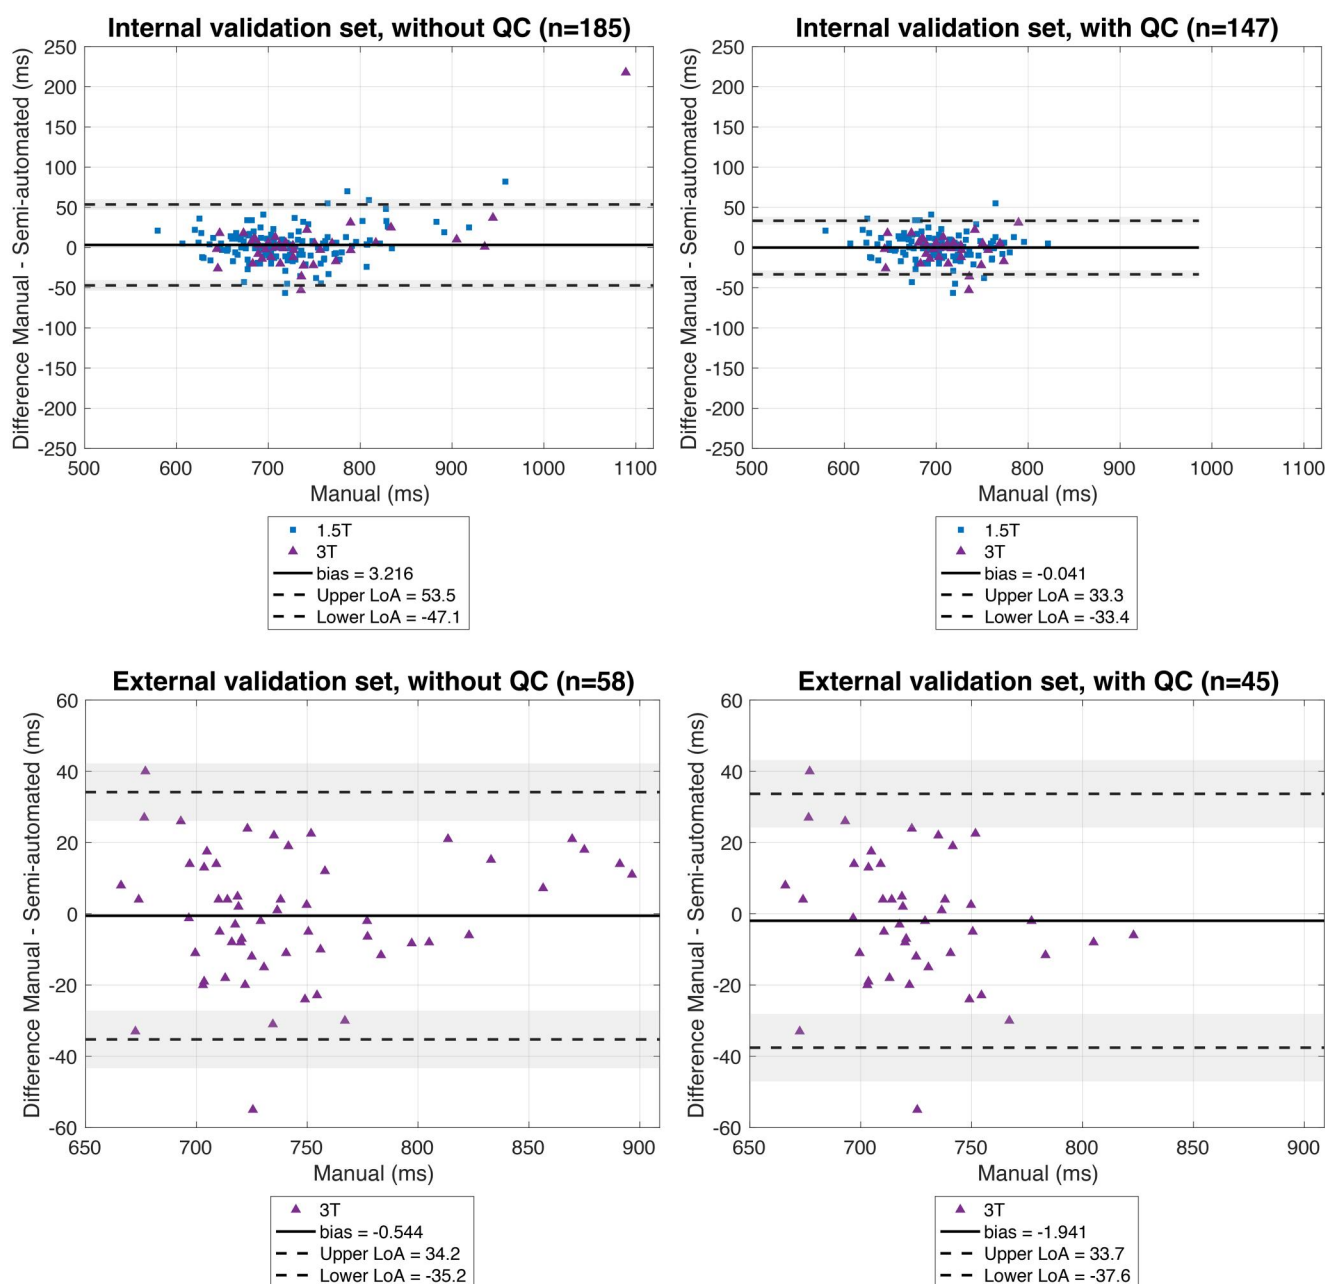 Internal validation set, without QC (n=185)
Difference Manual - Semi-automated (ms)
250
200
150
100
50
0
-50
-100
-150
-200
-250
500 600 700 800 900 1000 1100
Manual (ms)
1.5T
3T
bias = 3.216
Upper LoA = 53.5
Lower LoA = -47.1
Internal validation set, with QC (n=147)
Difference Manual - Semi-automated (ms)
250
200
150
100
50
0
-50
-100
-150
-200
-250
500 600 700 800 900 1000 1100
Manual (ms)
1.5T
3T
bias = -0.041
Upper LoA = 33.3
Lower LoA = -33.4
External validation set, without QC (n=58)
Difference Manual - Semi-automated (ms)
60
40
20
0
-20
-40
-60
650 700 750 800 850 900
Manual (ms)
3T
bias = -0.544
Upper LoA = 34.2
Lower LoA = -35.2
External validation set, with QC (n=45)
Difference Manual - Semi-automated (ms)
60
40
20
0
-20
-40
-60
650 700 750 800 850 900
Manual (ms)
3T
bias = -1.941
Upper LoA = 33.7
Lower LoA = -37.6